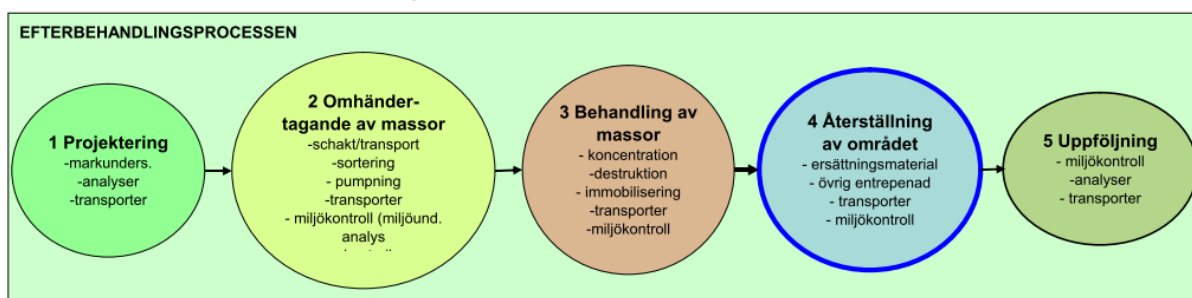 EFTERBEHANDLINGSPROCESSEN
1 Projektering
-markunders.
-analyser
-transporter
2 Omhänder-
tagande av massor
-schakt/transport
-sortering
- pumpning
-transporter
- miljökontroll (miljöund.
analys
3 Behandling av
massor
- koncentration
-destruktion
- immobilisering
-transporter
-miljökontroll
4 Återställning
av området
- ersättningsmaterial
- övrig entrepenad
- transporter
- miljökontroll
5 Uppföljning
- miljökontroll
-analyser
- transporter